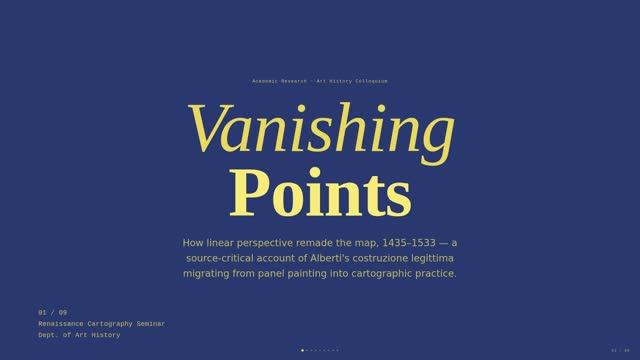 Academic Research · Art History Colloquium
Vanishing
Points
How linear perspective remade the map, 1435–1533 — a
source-critical account of Alberti's costruzione legittima
migrating from panel painting into cartographic practice.
01 / 09
Renaissance Cartography Seminar
Dept. of Art History
01 / 09